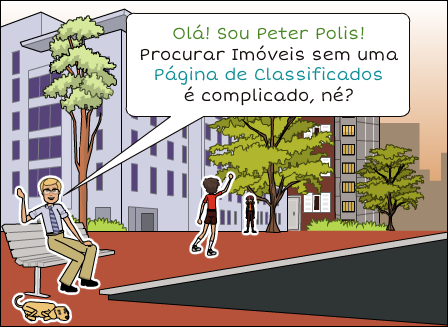 Olá! Sou Peter Polis!
Procurar Imóveis sem uma
Página de Classificados
é complicado, né?